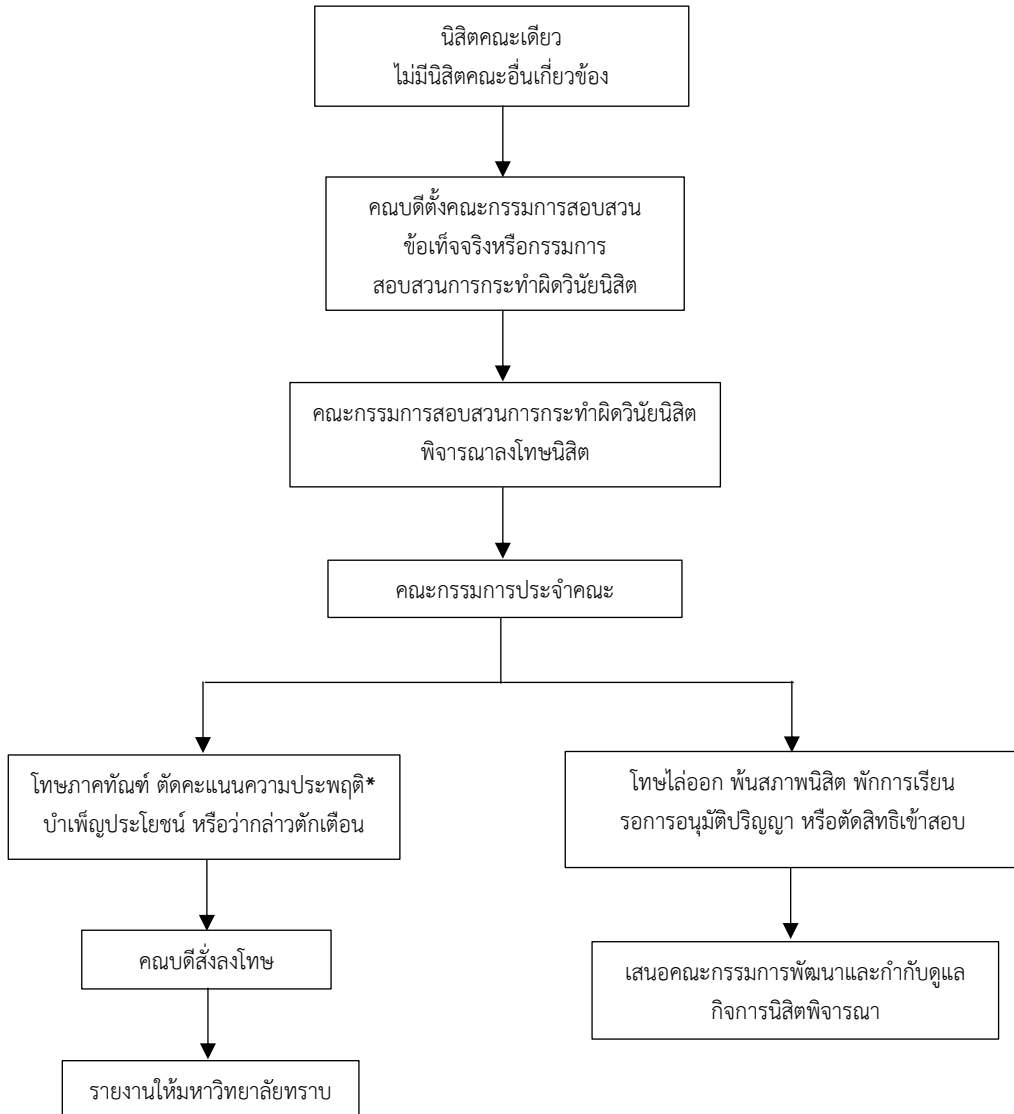 นิสิตคณะเดียว
ไม่มีนิสิตคณะอื่นเกี่ยวข้อง
คณบดีตั้งคณะกรรมการสอบสวน
ข้อเท็จจริงหรือกรรมการ
สอบสวนการกระทำผิดวินัยนิสิต
คณะกรรมการสอบสวนการกระทำผิดวินัยนิสิต
พิจารณาลงโทษนิสิต
คณะกรรมการประจำคณะ
โทษภาคทัณฑ์ ตัดคะแนนความประพฤติ*
บำเพ็ญประโยชน์ หรือว่ากล่าวตักเตือน
โทษไล่ออก พ้นสภาพนิสิต พักการเรียน
รอการอนุมัติปริญญา หรือตัดสิทธิเข้าสอบ
คณบดีสั่งลงโทษ
เสนอคณะกรรมการพัฒนาและกำกับดูแล
กิจการนิสิตพิจารณา
รายงานให้มหาวิทยาลัยทราบ